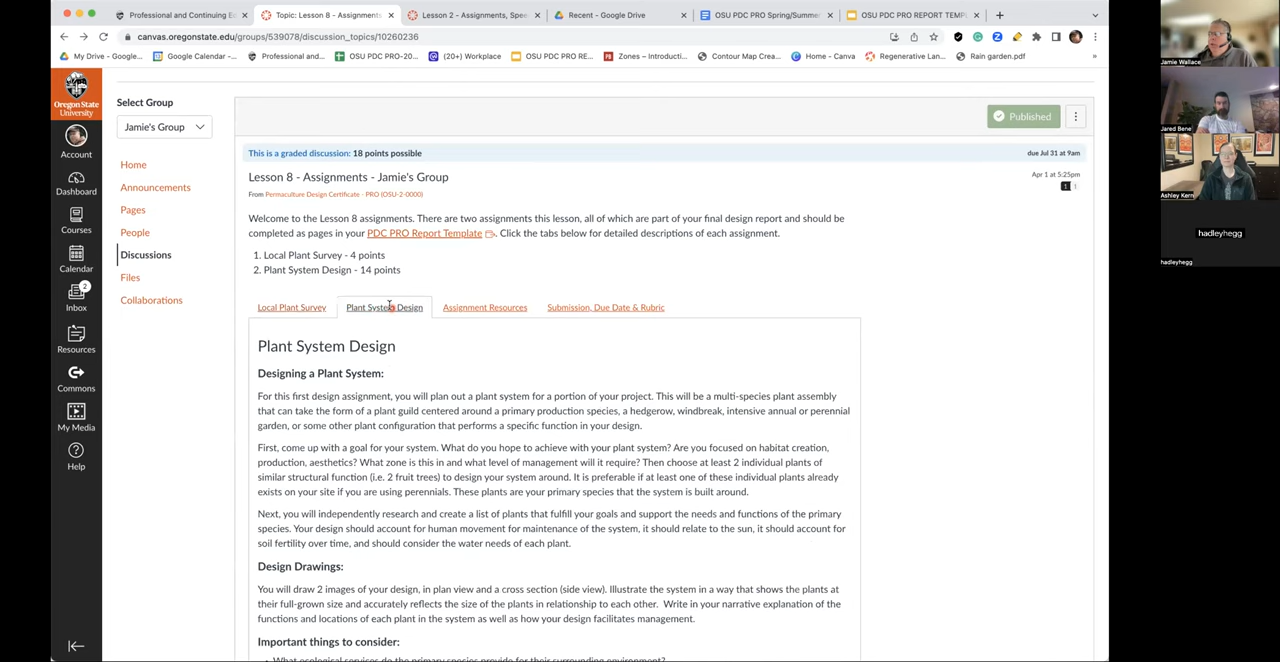 Professional and Continuing E
Topic: Lesson 8 - Assignments
Lesson 2 - Assignments, Spee
Recent - Google Drive
OSU PDC PRO Spring/Summe
OSU PDC PRO REPORT TEMP
canvas.oregonstate.edu/groups/539078/discussion_topics/10260236
My Drive - Google...
Google Calendar -...
Professional and...
OSU PDC PRO-20...
(20+) Workplace
OSU PDC PRO RE...
Zones – Introducti...
Contour Map Crea...
Home - Canva
Regenerative Lan...
Rain garden.pdf
Oregon State
University
Account
Dashboard
Courses
Calendar
2
Inbox
Resources
Commons
My Media
Help
Select Group
Jamie's Group
Home
Announcements
Pages
People
Discussions
Files
Collaborations
Published
This is a graded discussion: 18 points possible
due Jul 31 at 9am
Lesson 8 - Assignments - Jamie's Group
Apr 1 at 5:25pm
From Permaculture Design Certificate - PRO (OSU-2-0000)
1 1
Welcome to the Lesson 8 assignments. There are two assignments this lesson, all of which are part of your final design report and should be
completed as pages in your PDC PRO Report Template. Click the tabs below for detailed descriptions of each assignment.
1. Local Plant Survey - 4 points
2. Plant System Design - 14 points
Local Plant Survey
Plant System Design
Assignment Resources
Submission, Due Date & Rubric
Plant System Design
Designing a Plant System:
For this first design assignment, you will plan out a plant system for a portion of your project. This will be a multi-species plant assembly
that can take the form of a plant guild centered around a primary production species, a hedgerow, windbreak, intensive annual or perennial
garden, or some other plant configuration that performs a specific function in your design.
First, come up with a goal for your system. What do you hope to achieve with your plant system? Are you focused on habitat creation,
production, aesthetics? What zone is this in and what level of management will it require? Then choose at least 2 individual plants of
similar structural function (i.e. 2 fruit trees) to design your system around. It is preferable if at least one of these individual plants already
exists on your site if you are using perennials. These plants are your primary species that the system is built around.
Next, you will independently research and create a list of plants that fulfill your goals and support the needs and functions of the primary
species. Your design should account for human movement for maintenance of the system, it should relate to the sun, it should account for
soil fertility over time, and should consider the water needs of each plant.
Design Drawings:
You will draw 2 images of your design, in plan view and a cross section (side view). Illustrate the system in a way that shows the plants at
their full-grown size and accurately reflects the size of the plants in relationship to each other. Write in your narrative explanation of the
functions and locations of each plant in the system as well as how your design facilitates management.
Important things to consider:
What ecological services do the primary species provide for their surrounding environment?
Jamie Wallace
Jared Bene
Ashley Kern
hadleyhegg
hadleyhegg